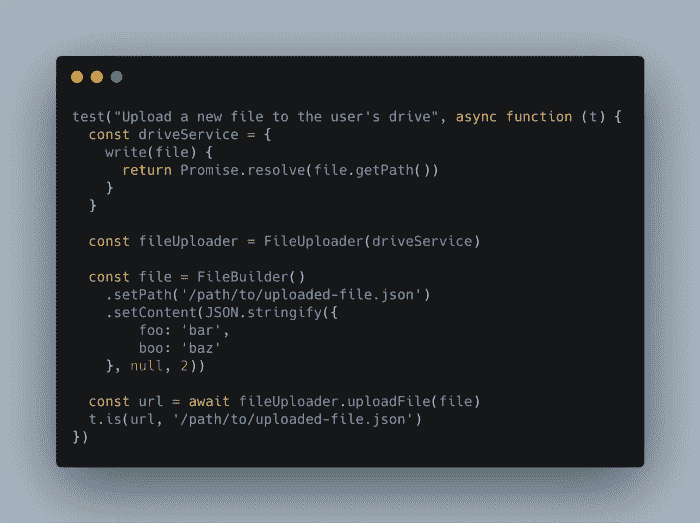 test("Upload a new file to the user's drive", async function (t) {
  const driveService = {
    write(file) {
      return Promise.resolve(file.getPath())
    }
  }
  const fileUploader = FileUploader(driveService)
  const file = FileBuilder()
    .setPath('/path/to/uploaded-file.json')
    .setContent(JSON.stringify({
        foo: 'bar',
        boo: 'baz'
    }, null, 2))
  const url = await fileUploader.uploadFile(file)
  t.is(url, '/path/to/uploaded-file.json')
})